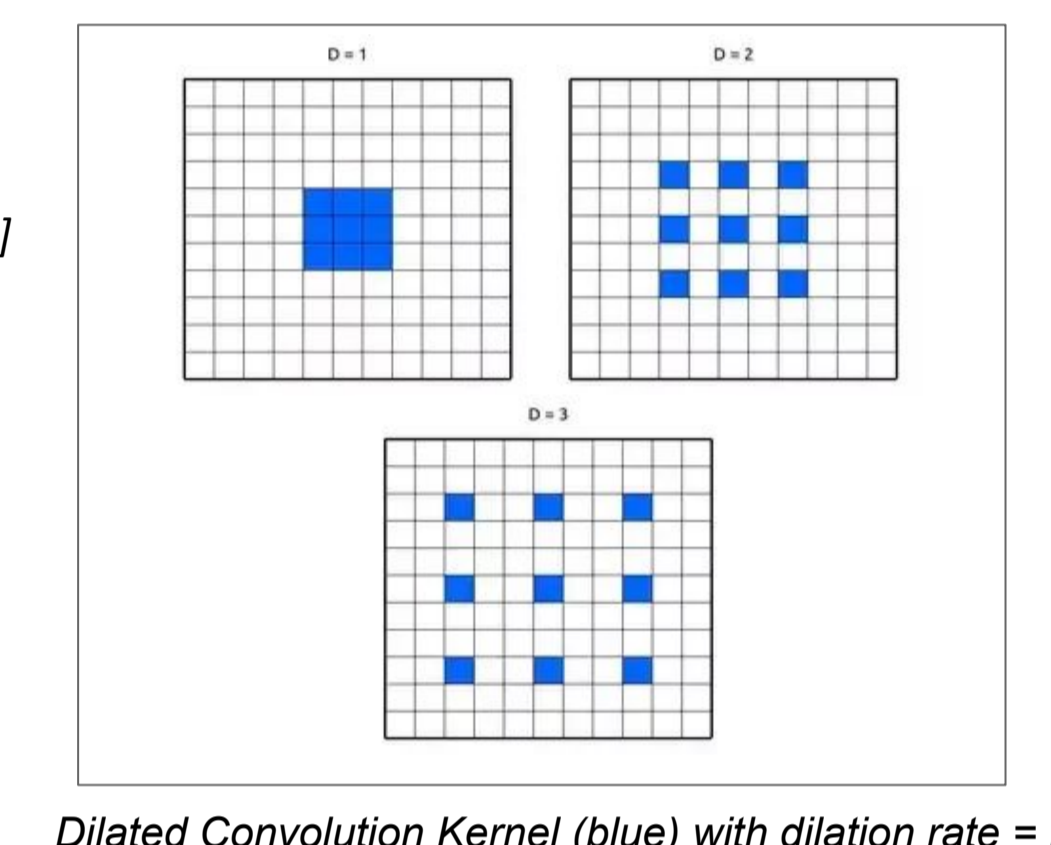 D = 1
D = 2
]
D = 3
Dilated Convolution Kernel (blue) with dilation rate =